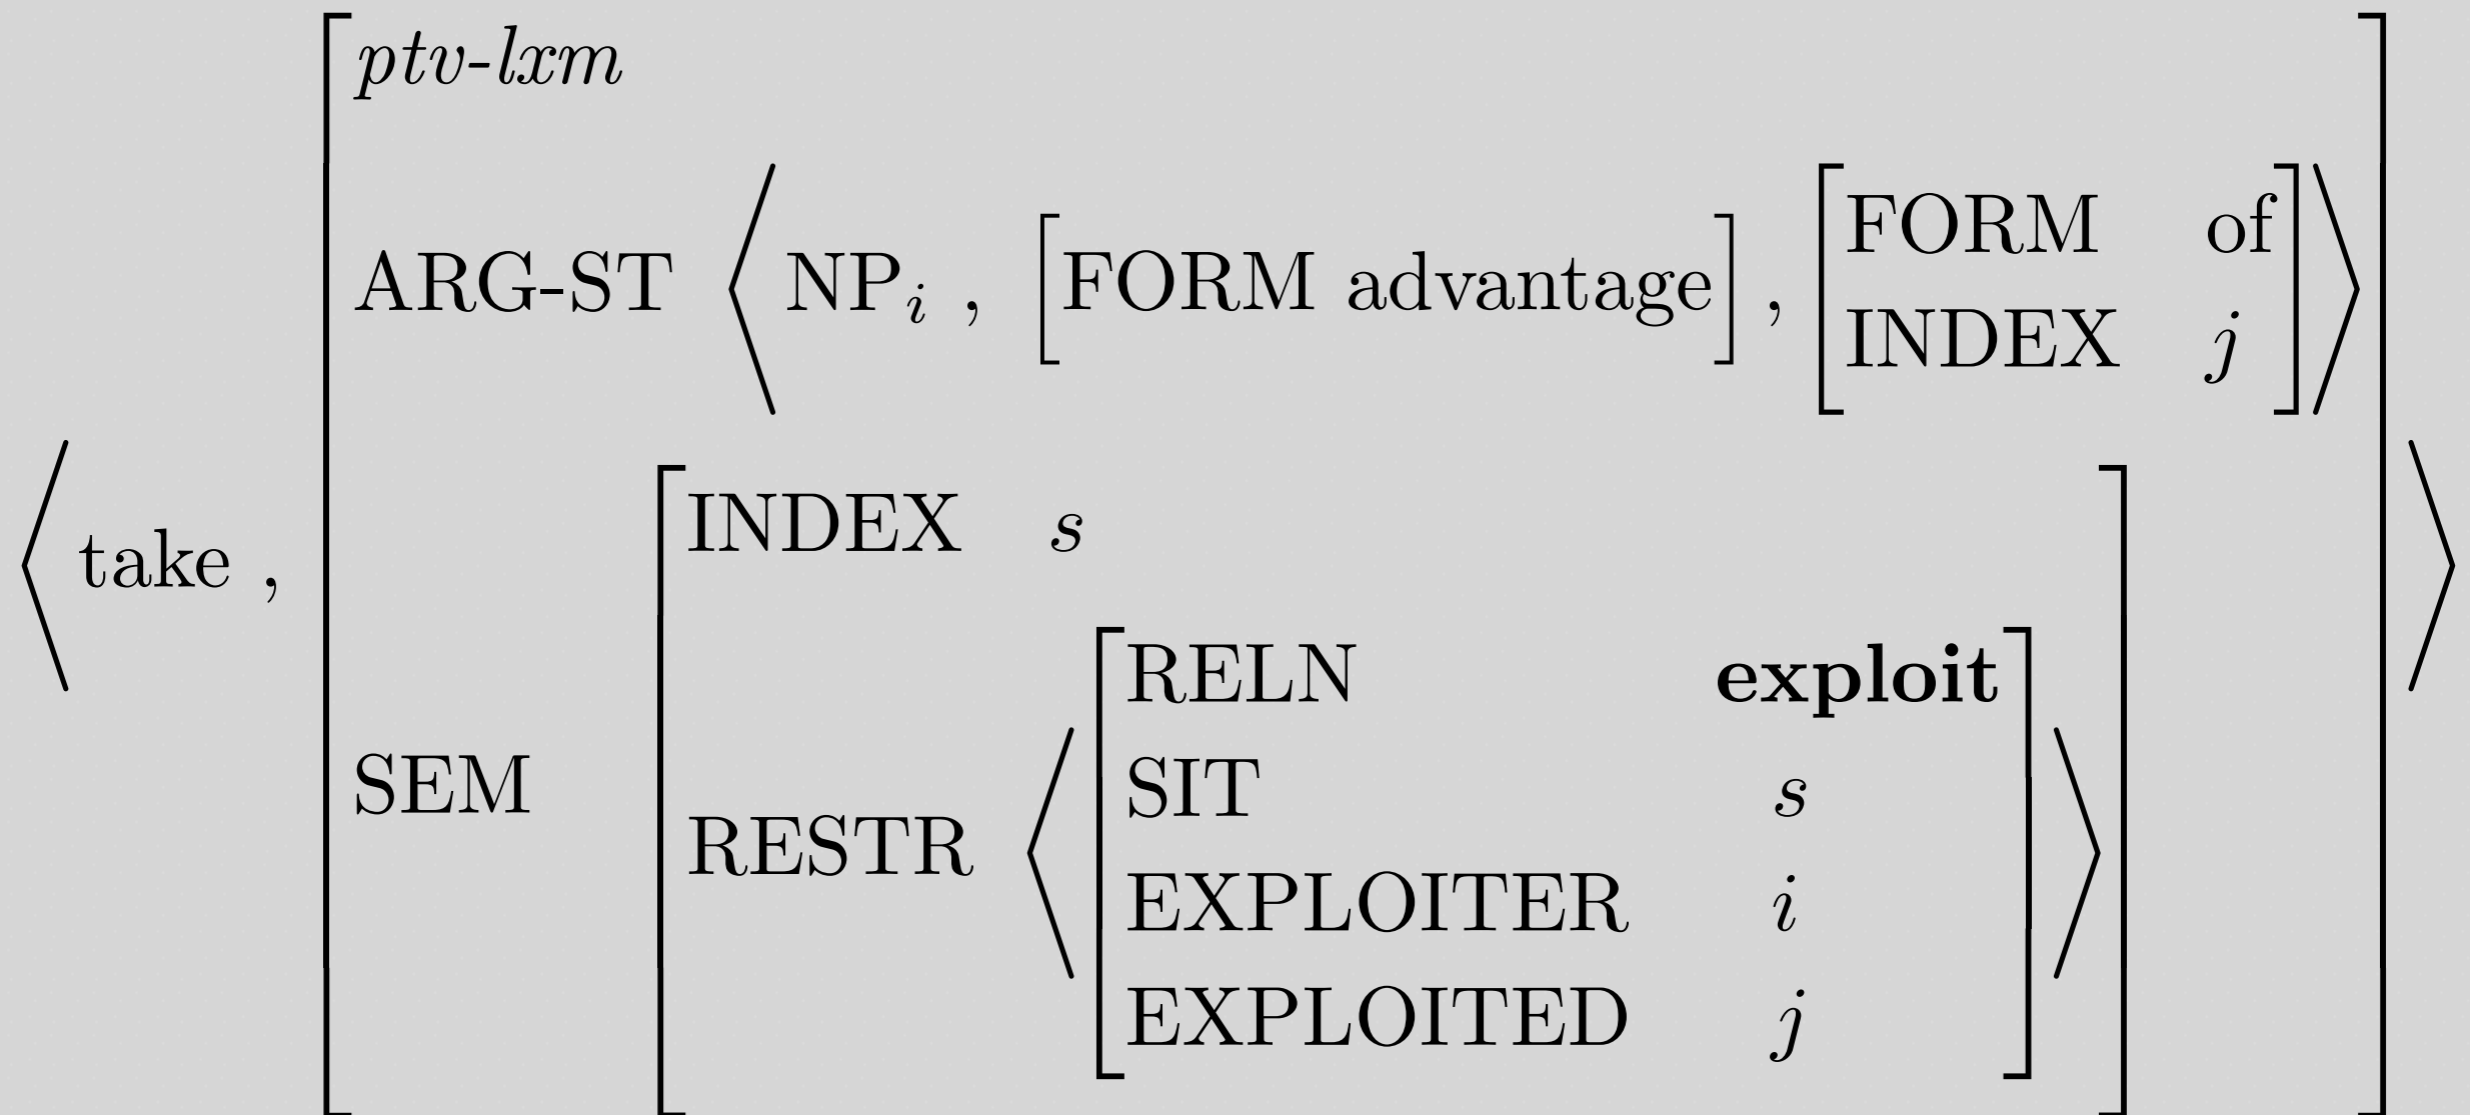 ptv-lxm
ARG-ST ⟨ NP_i , [FORM advantage] , [FORM of
INDEX j] ⟩
⟨ take ,
SEM
INDEX s
RESTR ⟨
RELN exploit
SIT s
EXPLOITER i
EXPLOITED j
⟩ ⟩